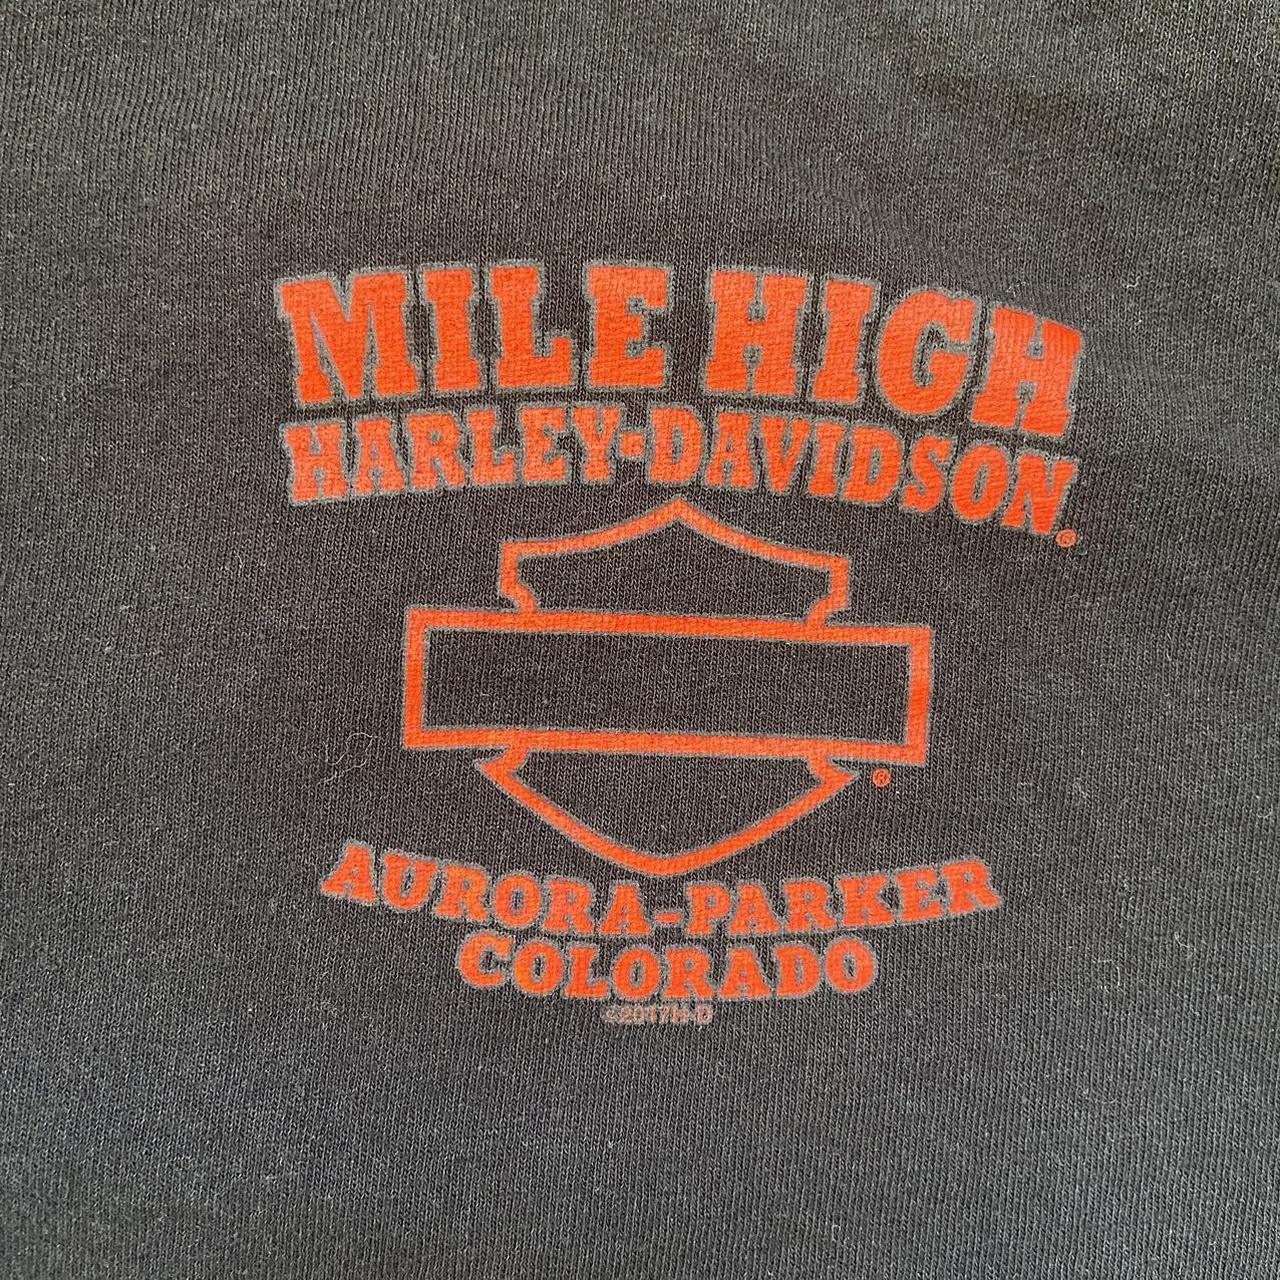 MILE HIGH
HARLEY-DAVIDSON®
®
AURORA-PARKER
COLORADO
©2017H-D